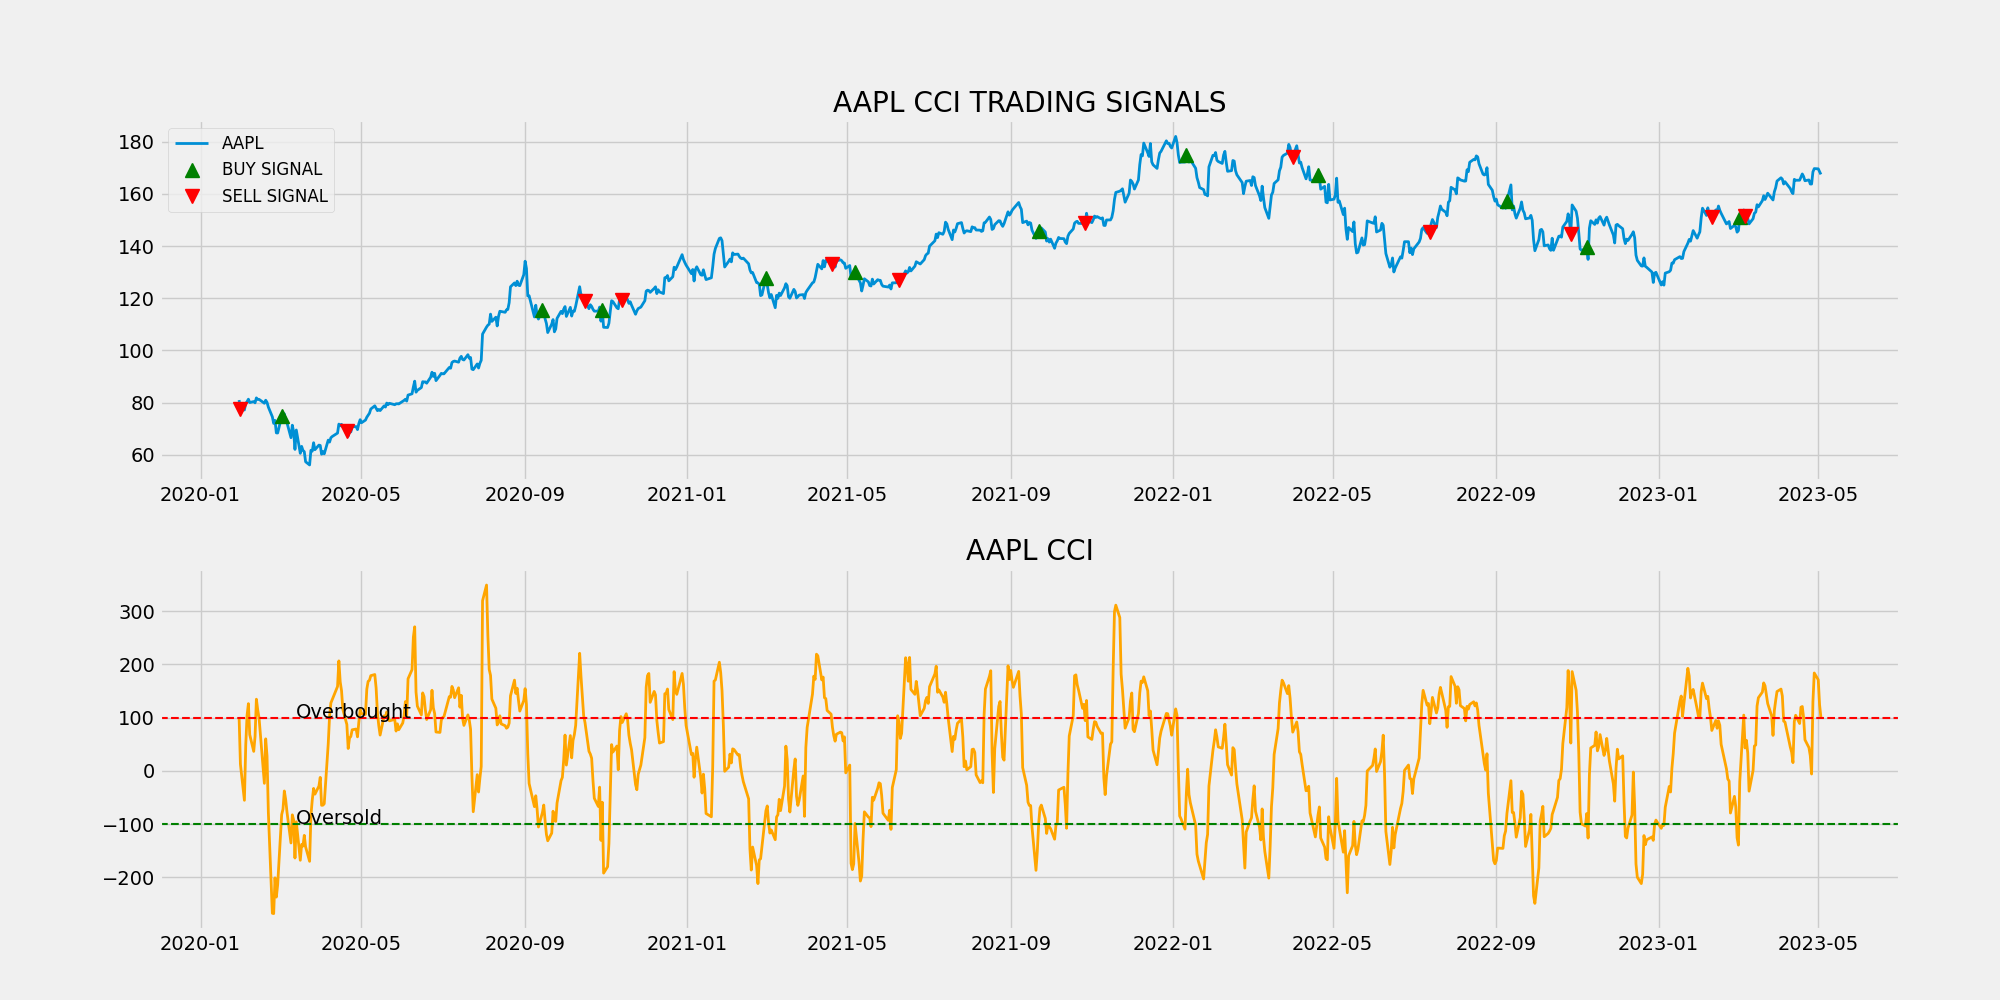 AAPL CCI TRADING SIGNALS
AAPL
BUY SIGNAL
SELL SIGNAL
180
160
140
120
100
80
60
2020-01 2020-05 2020-09 2021-01 2021-05 2021-09 2022-01 2022-05 2022-09 2023-01 2023-05
AAPL CCI
300
200
100
0
−100
−200
Overbought
Oversold
2020-01 2020-05 2020-09 2021-01 2021-05 2021-09 2022-01 2022-05 2022-09 2023-01 2023-05